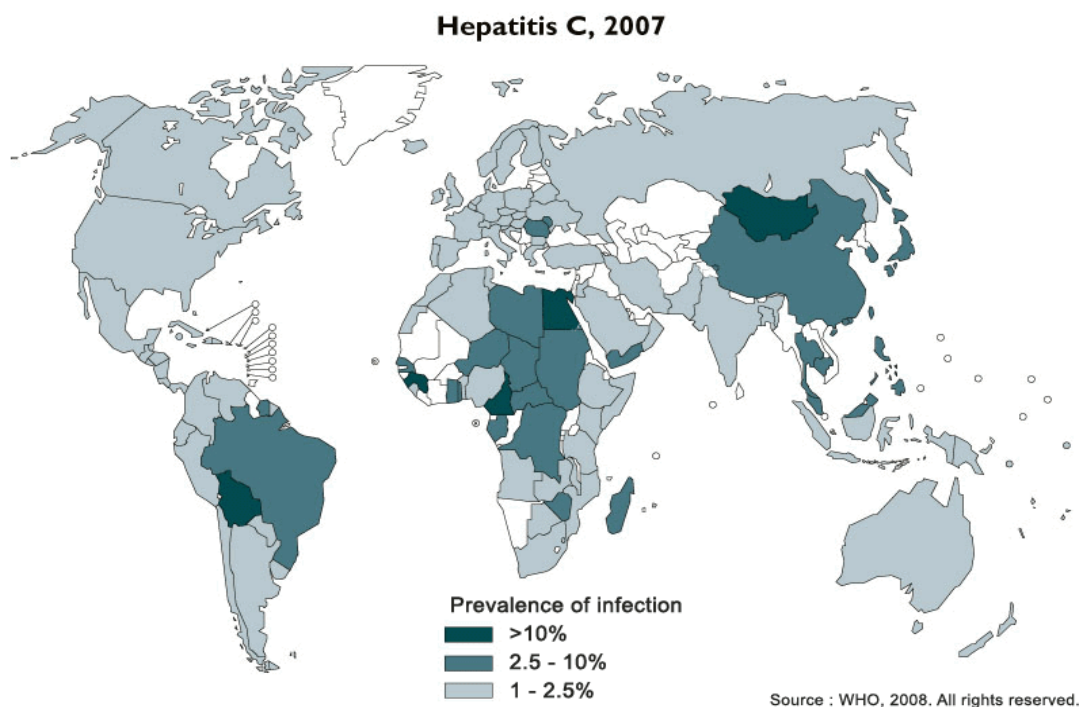 Hepatitis C, 2007
Prevalence of infection
>10%
2.5 - 10%
1 - 2.5%
Source : WHO, 2008. All rights reserved.